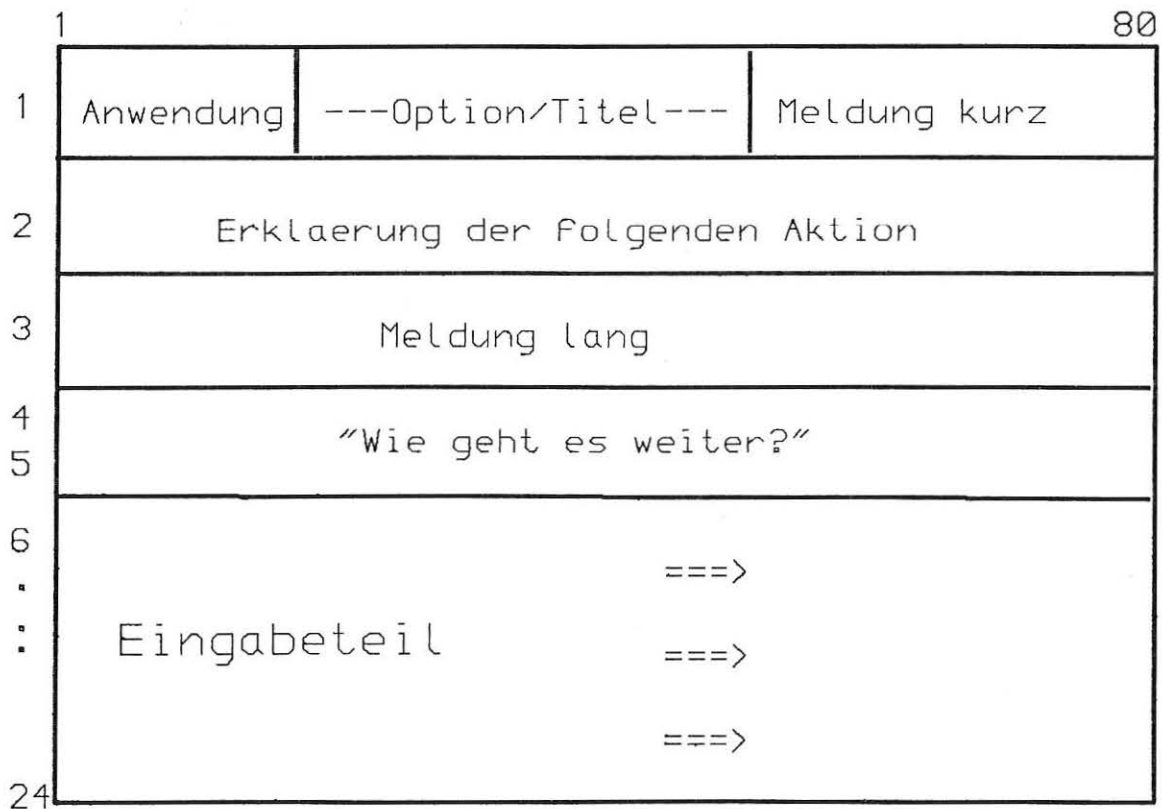 1 80
1 Anwendung ---Option/Titel--- Meldung kurz
2 Erklaerung der folgenden Aktion
3 Meldung lang
4
"Wie geht es weiter?"
5
6
===>
.
: Eingabeteil ===>
===>
24